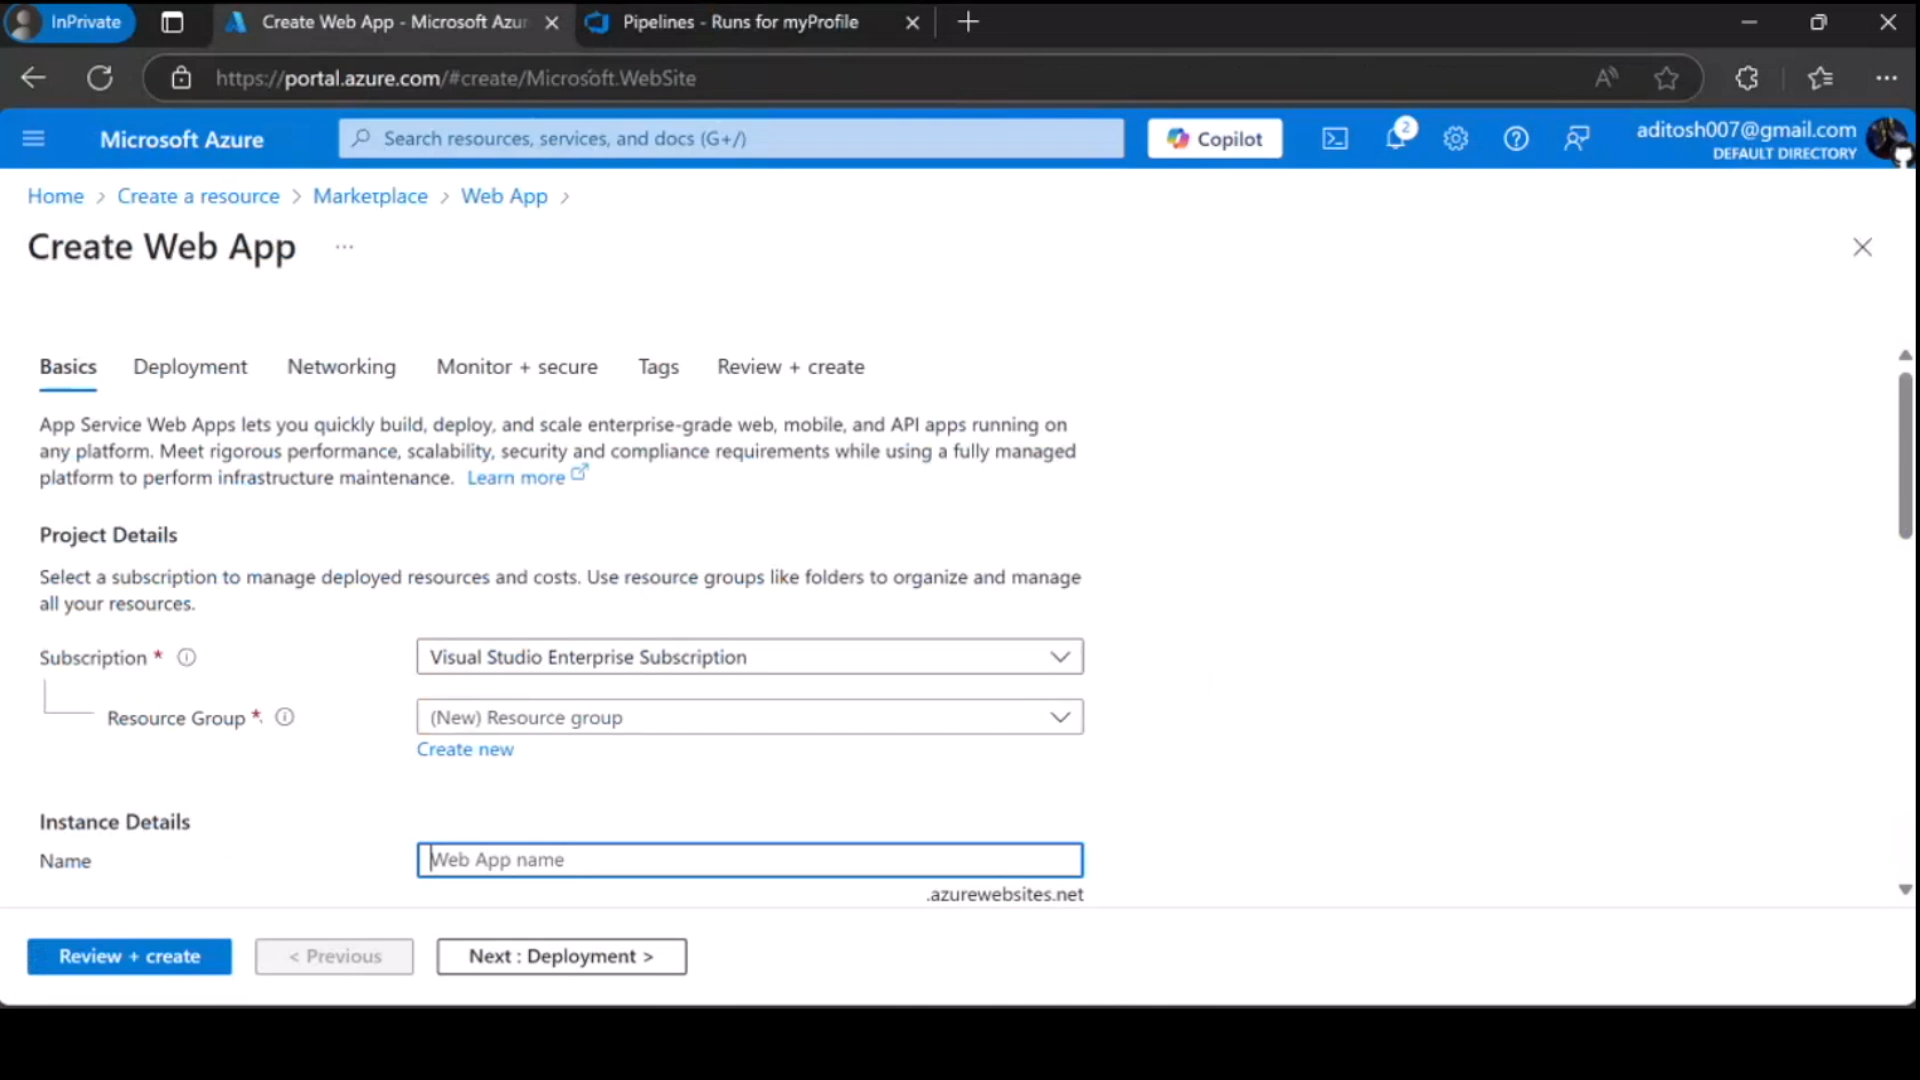 InPrivate
Create Web App - Microsoft Azur
Pipelines - Runs for myProfile
https://portal.azure.com/#create/Microsoft.WebSite
Microsoft Azure
Search resources, services, and docs (G+/)
Copilot
2
aditosh007@gmail.com
DEFAULT DIRECTORY
Home > Create a resource > Marketplace > Web App >
Create Web App ...
Basics
Deployment
Networking
Monitor + secure
Tags
Review + create
App Service Web Apps lets you quickly build, deploy, and scale enterprise-grade web, mobile, and API apps running on
any platform. Meet rigorous performance, scalability, security and compliance requirements while using a fully managed
platform to perform infrastructure maintenance. Learn more
Project Details
Select a subscription to manage deployed resources and costs. Use resource groups like folders to organize and manage
all your resources.
Subscription *
Visual Studio Enterprise Subscription
Resource Group *
(New) Resource group
Create new
Instance Details
Name
Web App name
.azurewebsites.net
Review + create
< Previous
Next : Deployment >